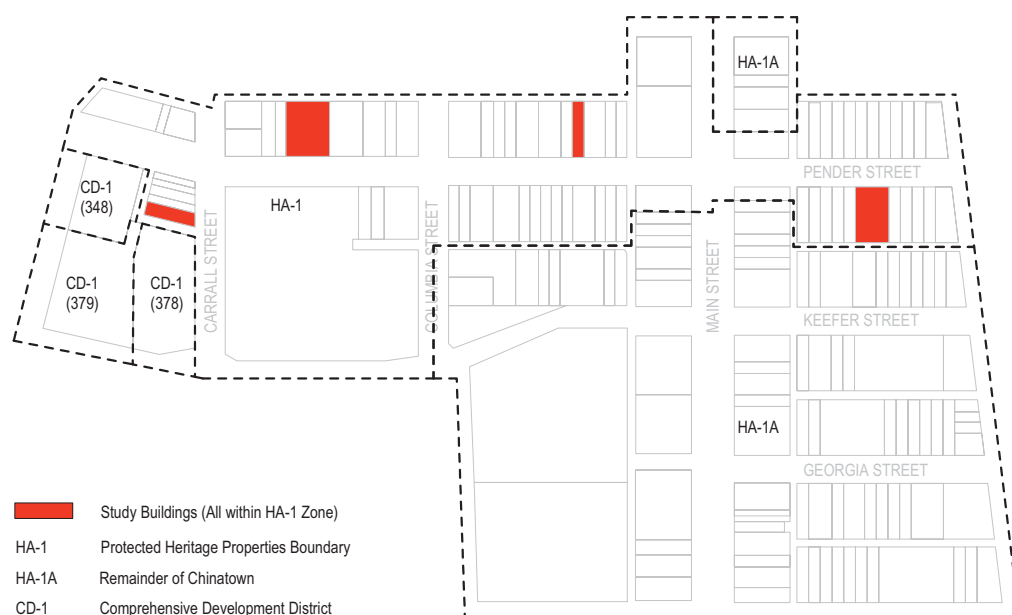 HA-1A
PENDER STREET
CD-1
(348)
HA-1
CARRALL STREET
COLUMBIA STREET
MAIN STREET
CD-1
(379)
CD-1
(378)
KEEFER STREET
HA-1A
GEORGIA STREET
Study Buildings (All within HA-1 Zone)
HA-1 Protected Heritage Properties Boundary
HA-1A Remainder of Chinatown
CD-1 Comprehensive Development District